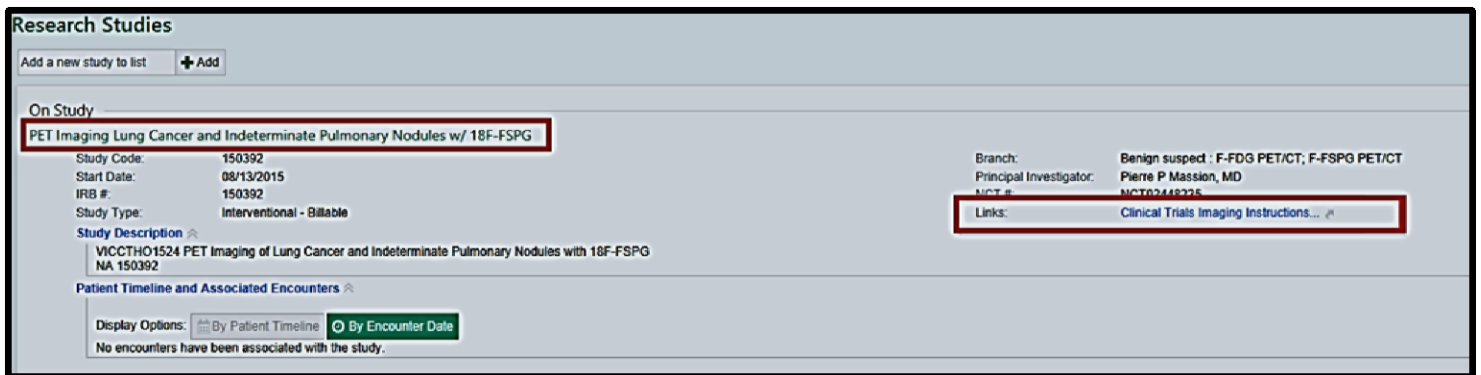 Research Studies
Add a new study to list Add
On Study
PET Imaging Lung Cancer and Indeterminate Pulmonary Nodules w/ 18F-FSPG
Study Code: 150392
Start Date: 08/13/2015
IRB #: 150392
Study Type: Interventional - Billable
Branch: Benign suspect : F-FDG PET/CT; F-FSPG PET/CT
Principal Investigator: Pierre P Massion, MD
NCT #: NCT02448225
Links: Clinical Trials Imaging Instructions...
Study Description
VICCTHO1524 PET Imaging of Lung Cancer and Indeterminate Pulmonary Nodules with 18F-FSPG
NA 150392
Patient Timeline and Associated Encounters
Display Options: By Patient Timeline By Encounter Date
No encounters have been associated with the study.